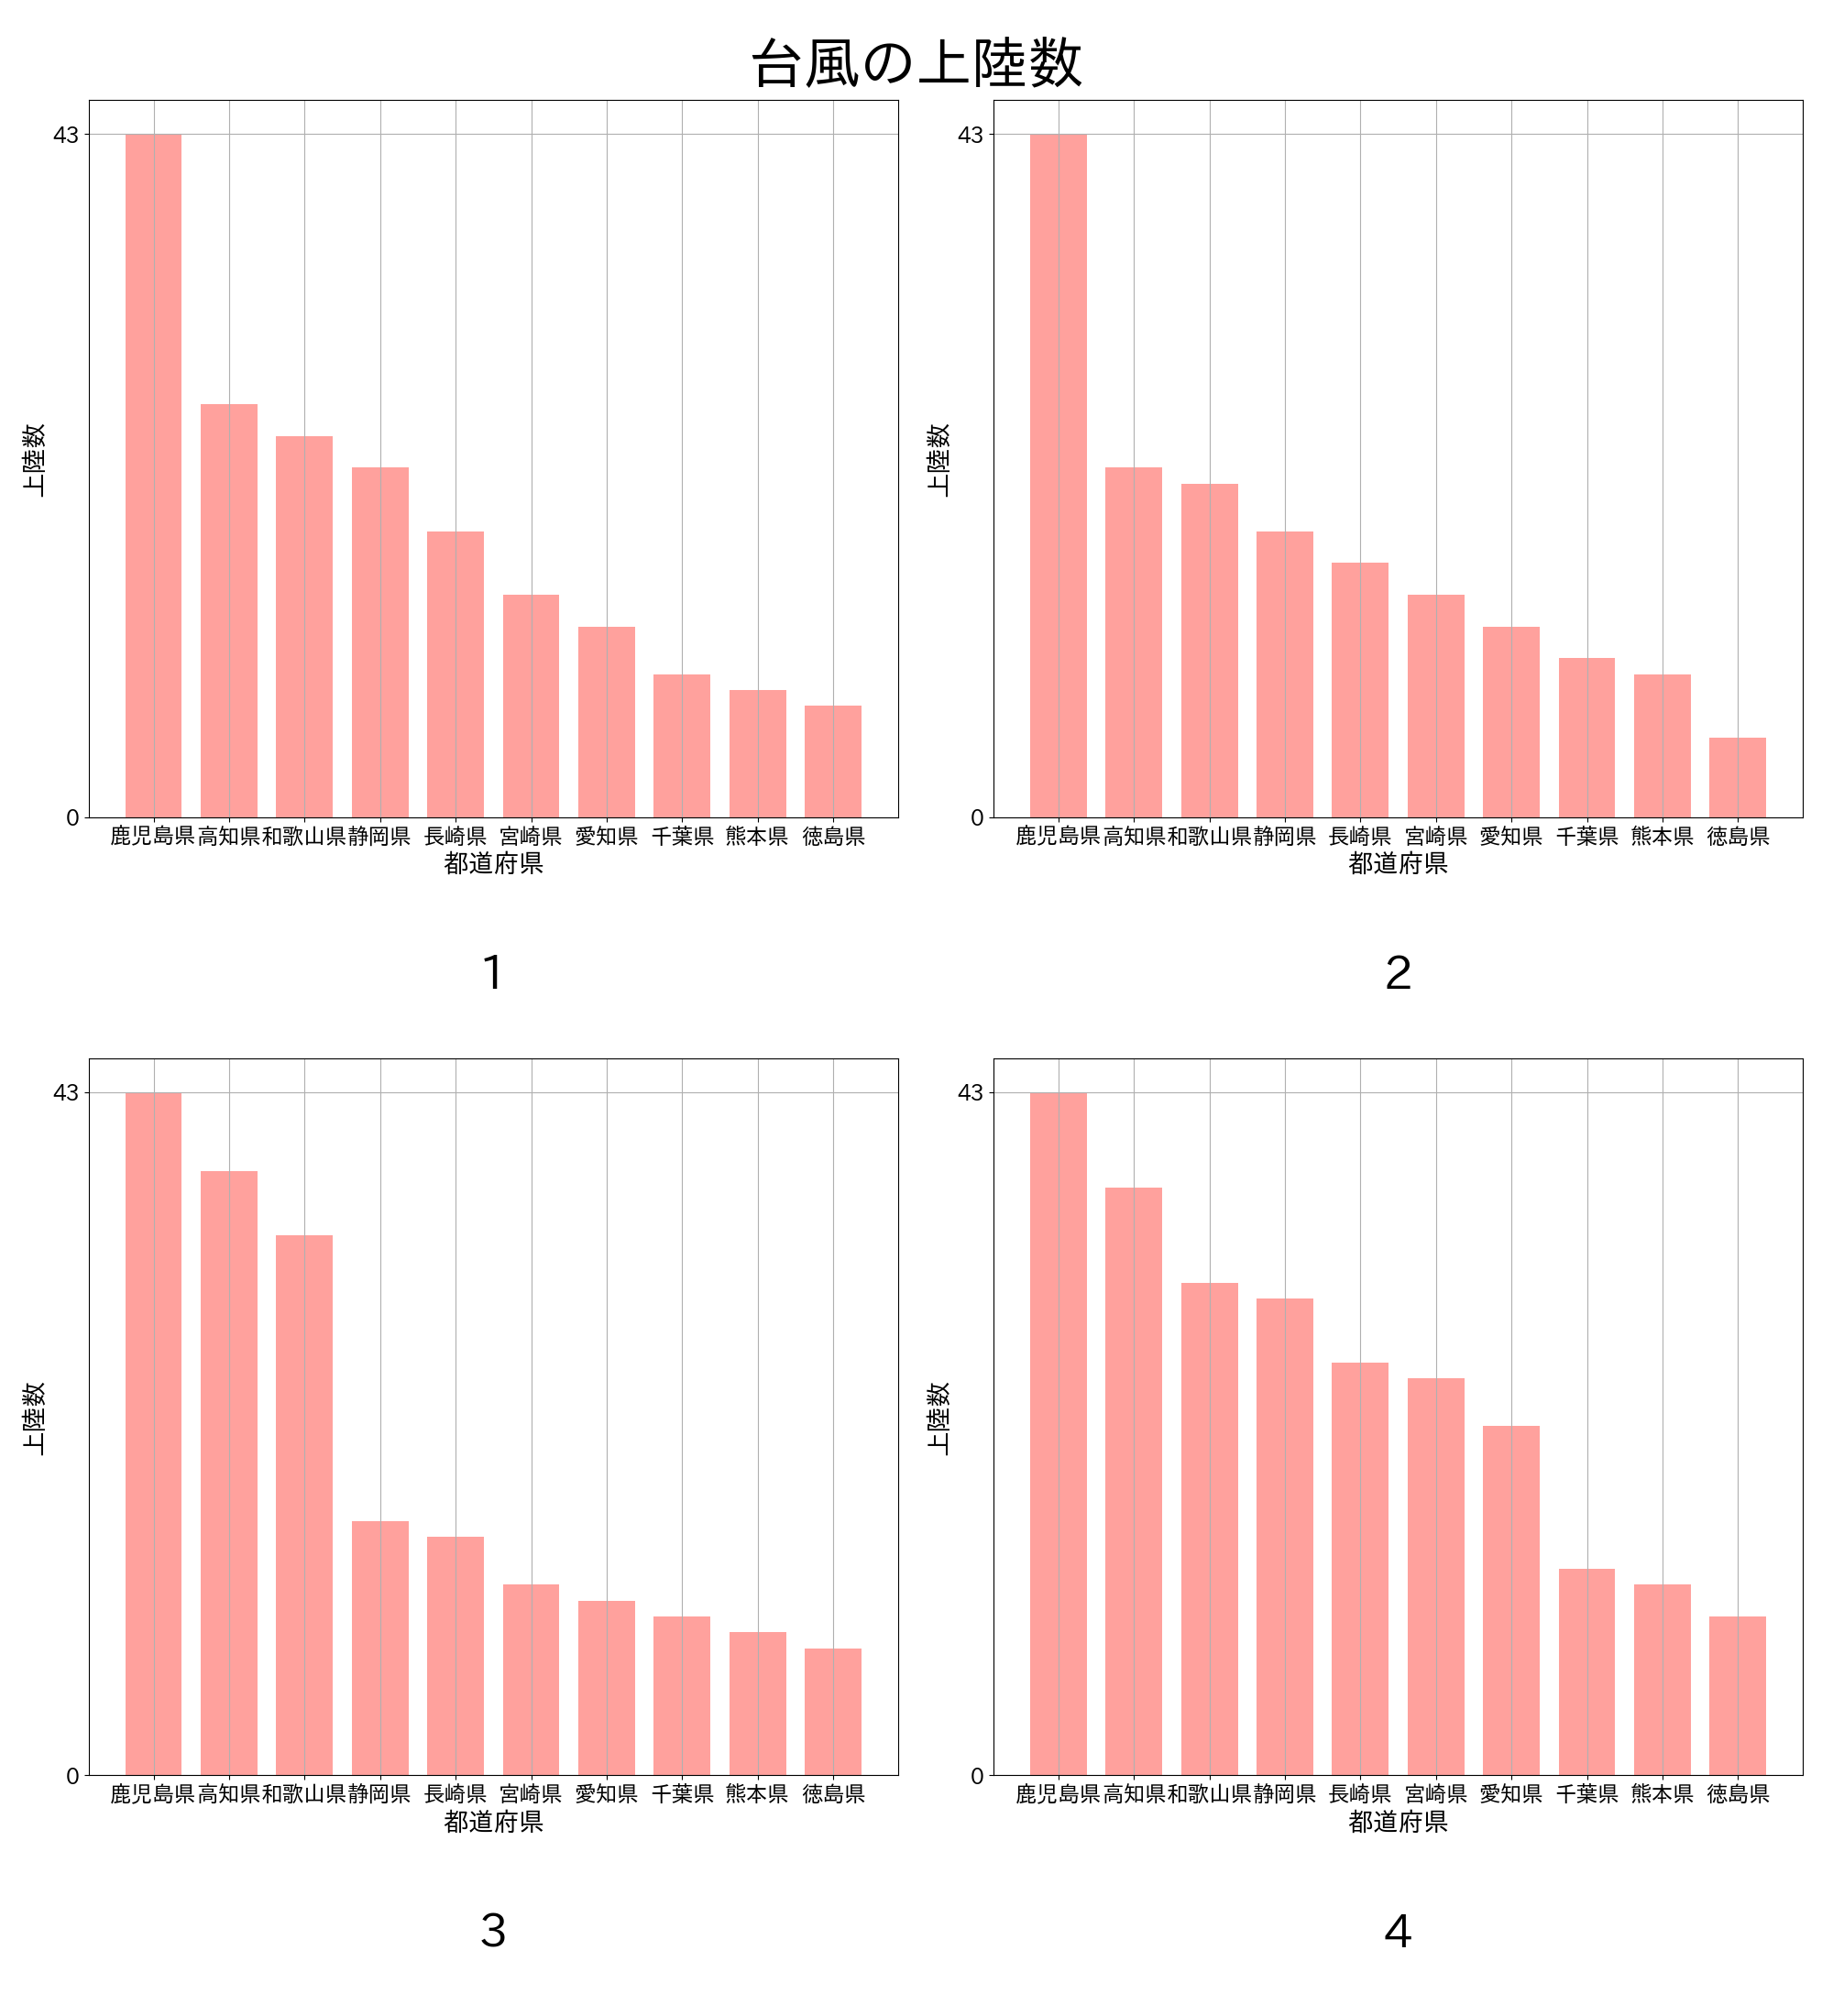 台風の上陸数
43
0
上陸数
鹿児島県 高知県 和歌山県 静岡県 長崎県 宮崎県 愛知県 千葉県 熊本県 徳島県
都道府県
1
43
0
上陸数
鹿児島県 高知県 和歌山県 静岡県 長崎県 宮崎県 愛知県 千葉県 熊本県 徳島県
都道府県
2
43
0
上陸数
鹿児島県 高知県 和歌山県 静岡県 長崎県 宮崎県 愛知県 千葉県 熊本県 徳島県
都道府県
3
43
0
上陸数
鹿児島県 高知県 和歌山県 静岡県 長崎県 宮崎県 愛知県 千葉県 熊本県 徳島県
都道府県
4